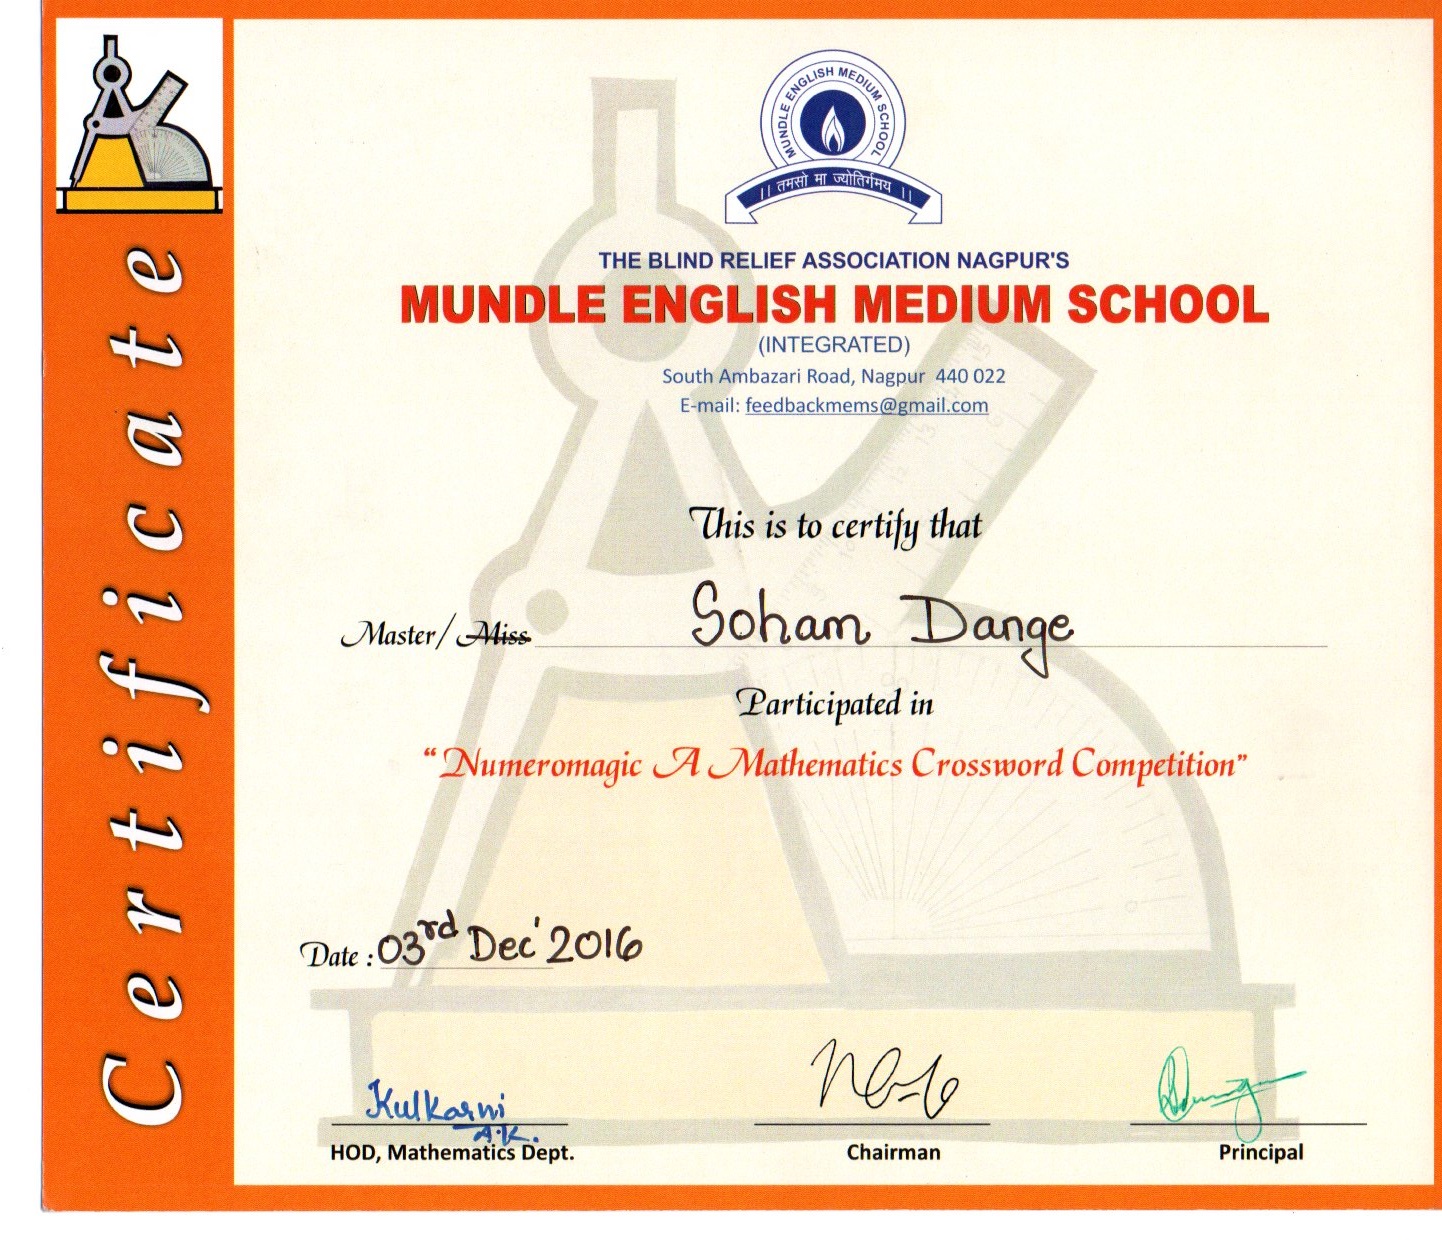 Certificate
MUNDLE ENGLISH MEDIUM SCHOOL
।। तमसो मा ज्योतिर्गमय ।।
THE BLIND RELIEF ASSOCIATION NAGPUR'S
MUNDLE ENGLISH MEDIUM SCHOOL
(INTEGRATED)
South Ambazari Road, Nagpur 440 022
E-mail: feedbackmems@gmail.com
This is to certify that
Master/ Miss Soham Dange
Participated in
"Numeromagic A Mathematics Crossword Competition"
Date : 03rd Dec' 2016
Kulkarni
A.K.
HOD, Mathematics Dept. Chairman Principal